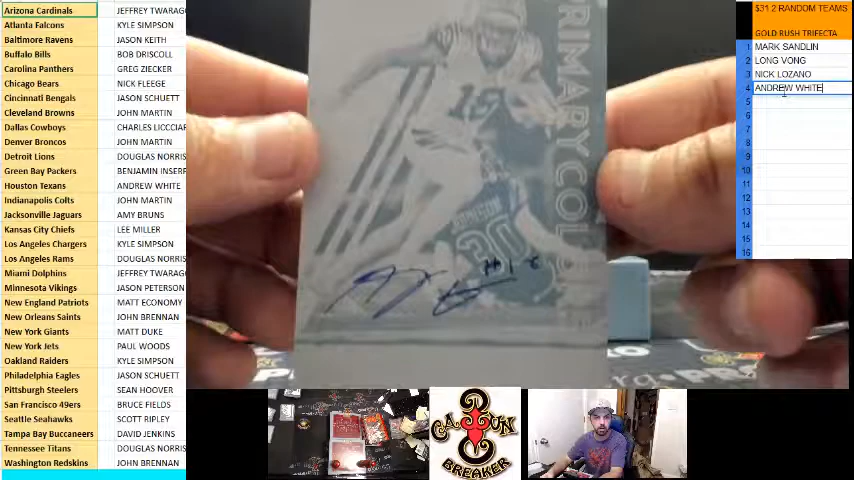 Arizona Cardinals JEFFREY TWARAG
Atlanta Falcons KYLE SIMPSON
Baltimore Ravens JASON KEITH
Buffalo Bills BOB DRISCOLL
Carolina Panthers GREG ZIECKER
Chicago Bears NICK FLEEGE
Cincinnati Bengals JASON SCHUETT
Cleveland Browns JOHN MARTIN
Dallas Cowboys CHARLES LICCCIAR
Denver Broncos JOHN MARTIN
Detroit Lions DOUGLAS NORRIS
Green Bay Packers BENJAMIN INSERR
Houston Texans ANDREW WHITE
Indianapolis Colts JOHN MARTIN
Jacksonville Jaguars AMY BRUNS
Kansas City Chiefs LEE MILLER
Los Angeles Chargers KYLE SIMPSON
Los Angeles Rams DOUGLAS NORRIS
Miami Dolphins JEFFREY TWARAG
Minnesota Vikings JASON PETERSON
New England Patriots MATT ECONOMY
New Orleans Saints JOHN BRENNAN
New York Giants MATT DUKE
New York Jets PAUL WOODS
Oakland Raiders KYLE SIMPSON
Philadelphia Eagles JASON SCHUETT
Pittsburgh Steelers SEAN HOOVER
San Francisco 49ers BRUCE FIELDS
Seattle Seahawks SCOTT RIPLEY
Tampa Bay Buccaneers DAVID JENKINS
Tennessee Titans DOUGLAS NORRIS
Washington Redskins JOHN BRENNAN
RIMARYCOL
#18
CAJUN
BREAKER
$31 2 RANDOM TEAMS
GOLD RUSH TRIFECTA
1 MARK SANDLIN
2 LONG VONG
3 NICK LOZANO
4 ANDREW WHITE
5
6
7
8
9
10
11
12
13
14
15
16